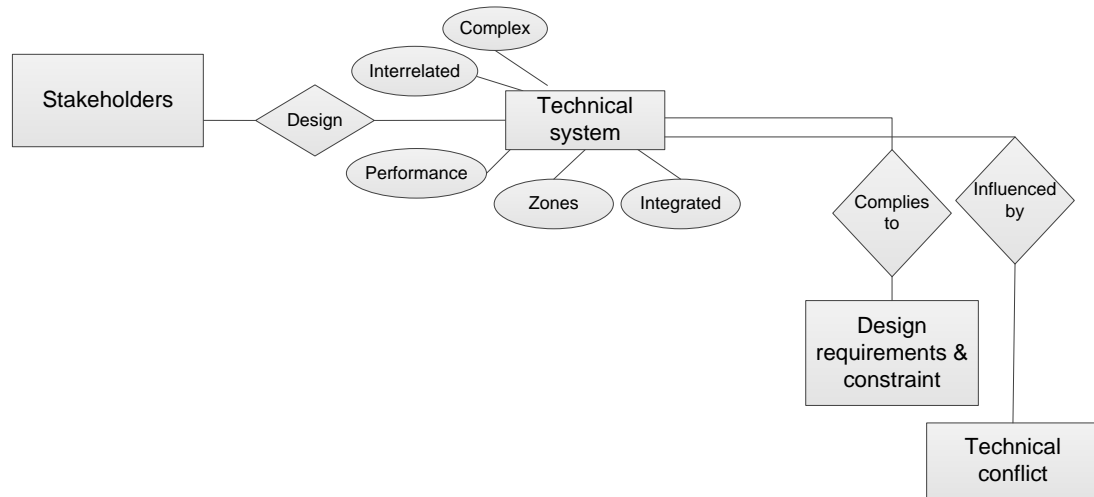 Complex
Interrelated
Stakeholders
Design
Technical
system
Performance
Zones
Integrated
Complies
to
Influenced
by
Design
requirements &
constraint
Technical
conflict